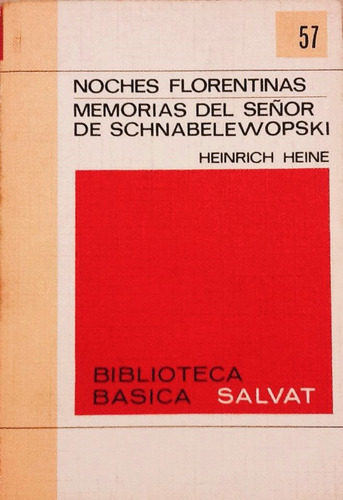 57
NOCHES FLORENTINAS
MEMORIAS DEL SEÑOR
DE SCHNABELEWOPSKI
HEINRICH HEINE
BIBLIOTECA
BASICA SALVAT